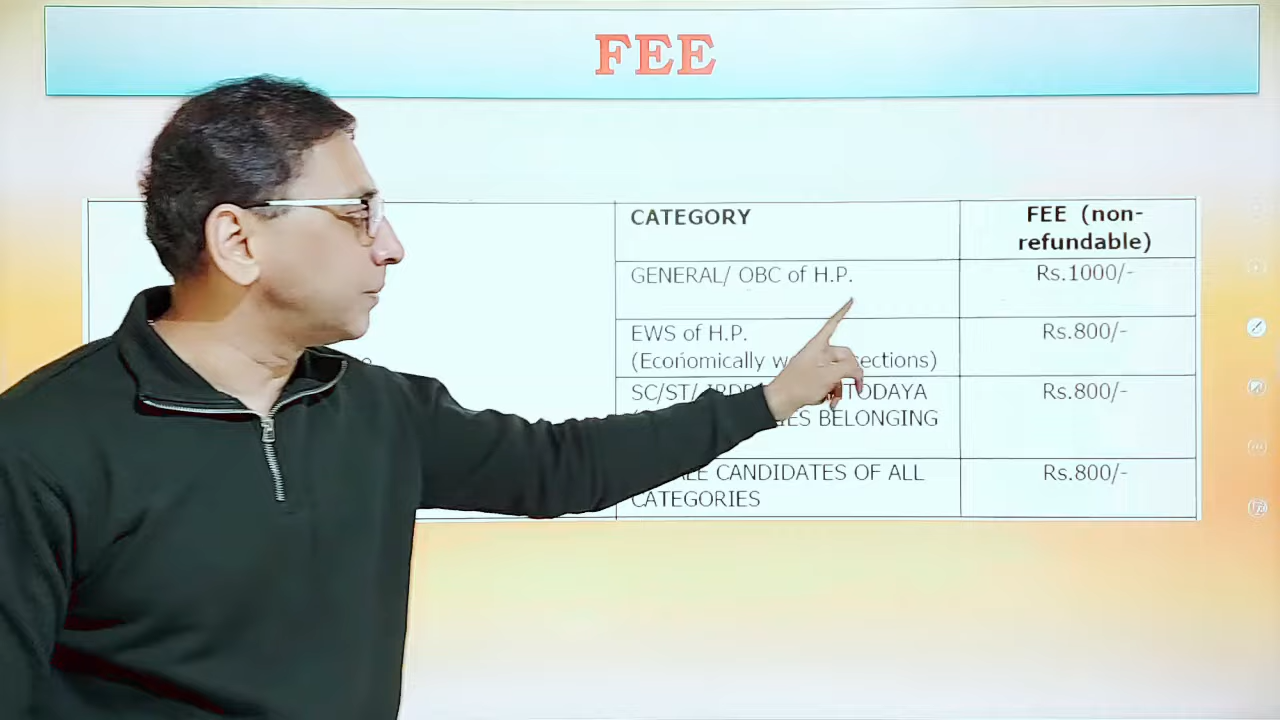 FEE
CATEGORY
FEE (non-
refundable)
GENERAL/ OBC of H.P.
Rs.1000/-
EWS of H.P.
(Economically sections)
Rs.800/-
SC/ST/
Rs.800/-
BELONGING
CANDIDATES OF ALL
CATEGORIES
Rs.800/-